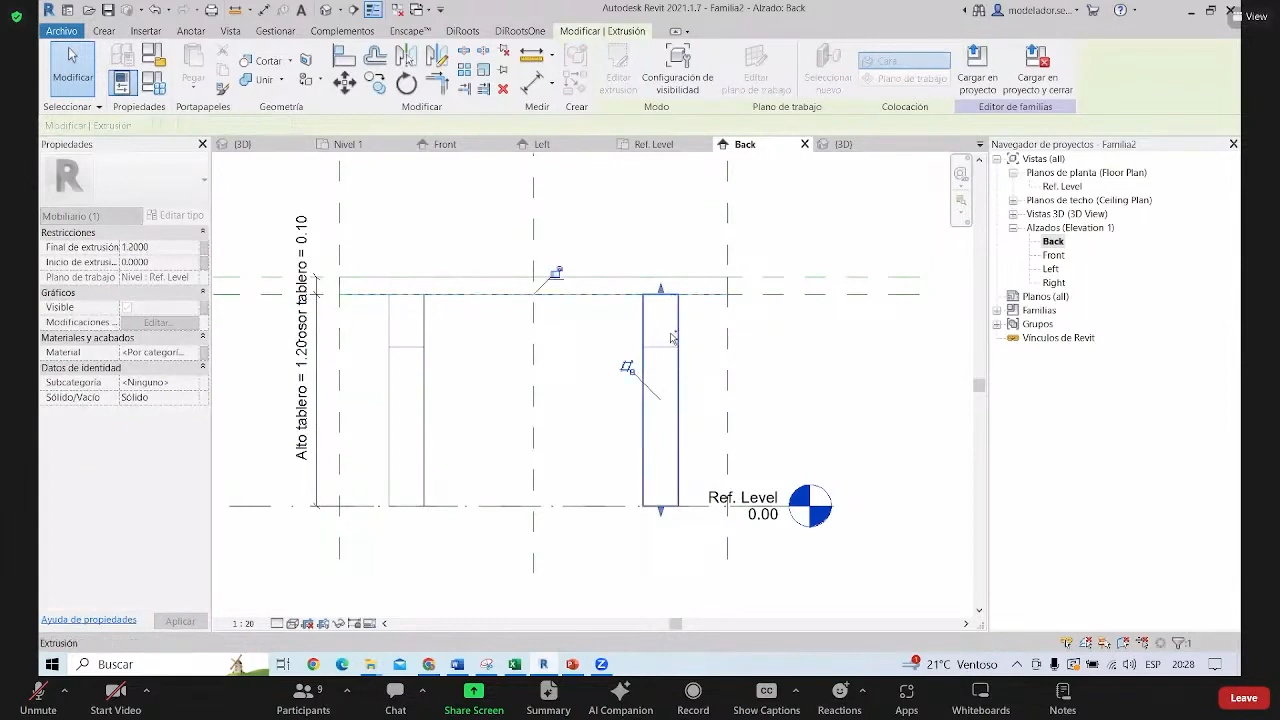 View
Autodesk Revit 2021.1.7 - Familia2 - Alzado: Back
modelador.se...
Archivo Crear Insertar Anotar Vista Gestionar Complementos Enscape™ DiRoots DiRootsOne Modificar | Extrusión
Modificar
Pegar
Cortar
Unir
Editar extrusión
Configuración de visibilidad
Editar plano de trabajo
Seleccionar nuevo
Cara
Plano de trabajo
Cargar en proyecto
Cargar en proyecto y cerrar
Seleccionar Propiedades Portapapeles Geometría Modificar Medir Crear Modo Plano de trabajo Colocación Editor de familias
Modificar | Extrusión
Propiedades
{3D} Nivel 1 Front Left Ref. Level Back {3D}
Navegador de proyectos - Familia2
R
Mobiliario (1) Editar tipo
Restricciones
Final de extrusión 1.2000
Inicio de extrusi... 0.0000
Plano de trabajo Nivel : Ref. Level
Gráficos
Visible
Modificaciones ... Editar...
Materiales y acabados
Material <Por categorí...
Datos de identidad
Subcategoría <Ninguno>
Sólido/Vacío Sólido
Ayuda de propiedades Aplicar
Alto tablero = 1.20
osor tablero = 0.10
Ref. Level
0.00
Vistas (all)
Planos de planta (Floor Plan)
Ref. Level
Planos de techo (Ceiling Plan)
Vistas 3D (3D View)
Alzados (Elevation 1)
Back
Front
Left
Right
Planos (all)
Familias
Grupos
Vínculos de Revit
1 : 20
Extrusión
:1
Buscar
21°C Ventoso
ESP
2028
Unmute Start Video Participants 9 Chat Share Screen Summary AI Companion Record Show Captions Reactions Apps Whiteboards Notes Leave